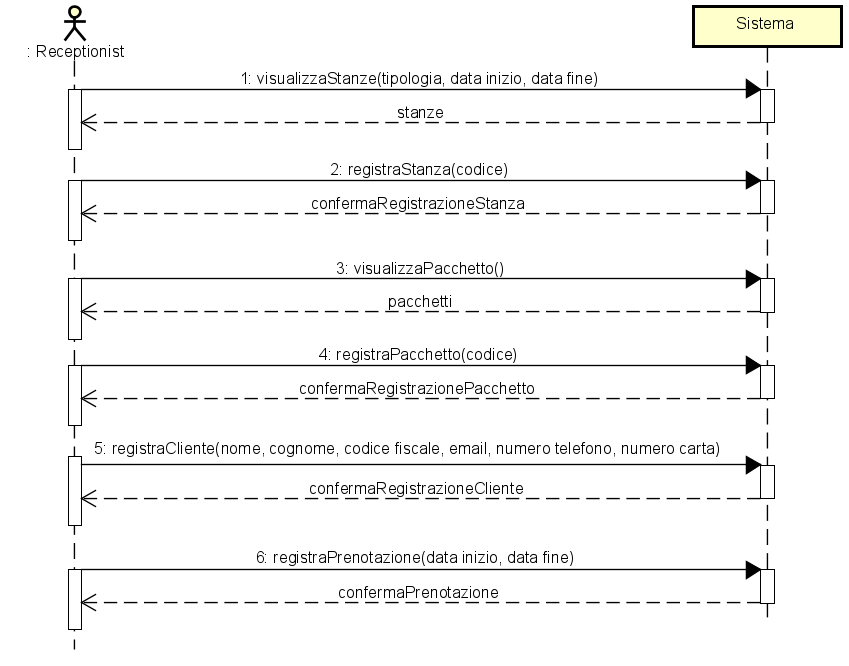 Sistema
: Receptionist
1: visualizzaStanze(tipologia, data inizio, data fine)
stanze
2: registraStanza(codice)
confermaRegistrazioneStanza
3: visualizzaPacchetto()
pacchetti
4: registraPacchetto(codice)
confermaRegistrazionePacchetto
5: registraCliente(nome, cognome, codice fiscale, email, numero telefono, numero carta)
confermaRegistrazioneCliente
6: registraPrenotazione(data inizio, data fine)
confermaPrenotazione